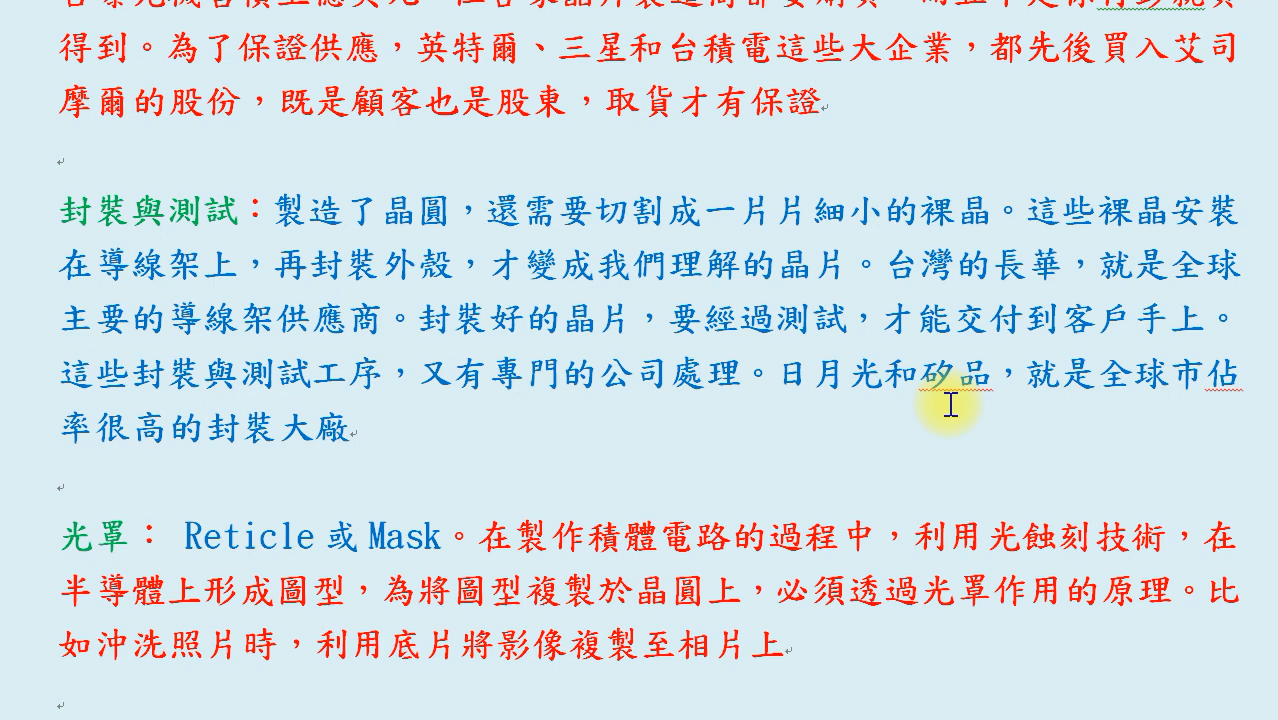 得到。為了保證供應，英特爾、三星和台積電這些大企業，都先後買入艾司
摩爾的股份，既是顧客也是股東，取貨才有保證
封裝與測試：製造了晶圓，還需要切割成一片片細小的裸晶。這些裸晶安裝
在導線架上，再封裝外殼，才變成我們理解的晶片。台灣的長華，就是全球
主要的導線架供應商。封裝好的晶片，要經過測試，才能交付到客戶手上。
這些封裝與測試工序，又有專門的公司處理。日月光和矽品，就是全球市佔
率很高的封裝大廠
光罩： Reticle 或 Mask。在製作積體電路的過程中，利用光蝕刻技術，在
半導體上形成圖型，為將圖型複製於晶圓上，必須透過光罩作用的原理。比
如沖洗照片時，利用底片將影像複製至相片上